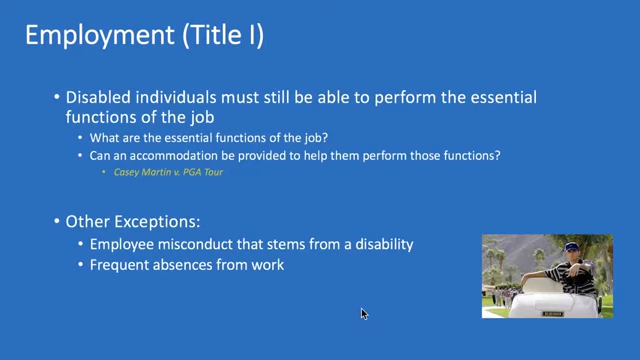 Employment (Title I)
• Disabled individuals must still be able to perform the essential
functions of the job
• What are the essential functions of the job?
• Can an accommodation be provided to help them perform those functions?
• Casey Martin v. PGA Tour
• Other Exceptions:
• Employee misconduct that stems from a disability
• Frequent absences from work